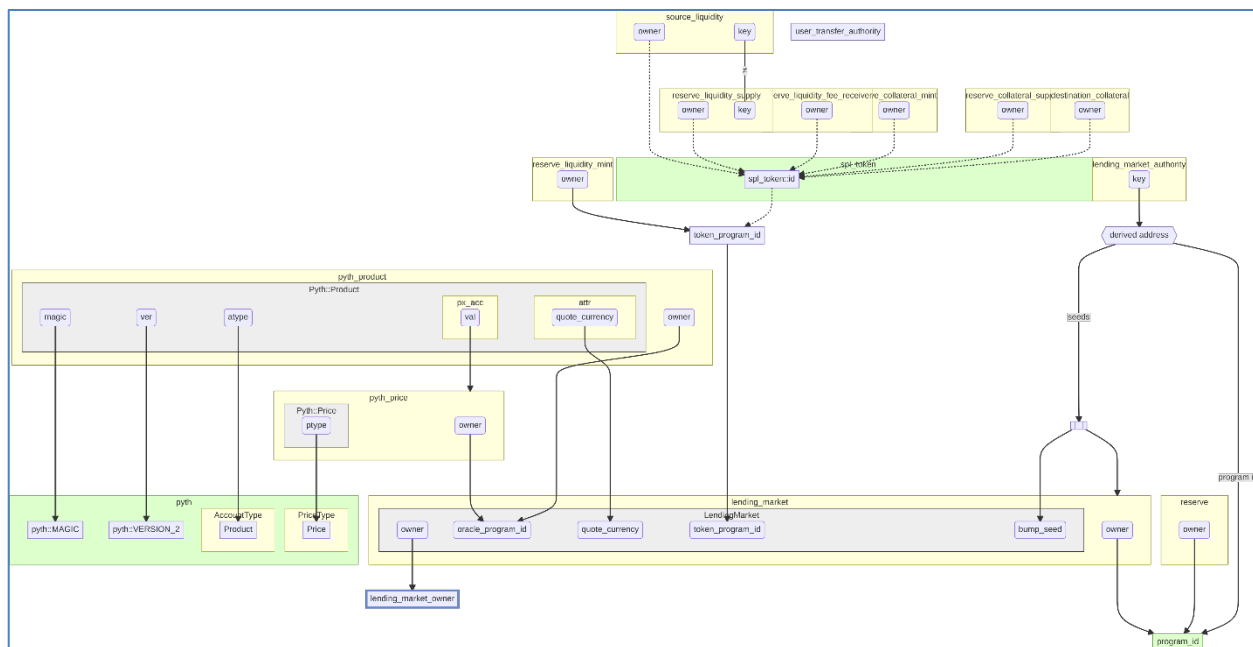 source_liquidity
owner
key
user_transfer_authority
reserve_liquidity_supply
erve_liquidity_fee_receiver
e_collateral_mint
reserve_collateral_sup
destination_collateral
owner
key
owner
owner
owner
owner
reserve_liquidity_mint
spl_token
lending_market_authority
owner
spl_token::id
key
token_program_id
derived address
pyth_product
Pyth::Product
px_acc
attr
magic
ver
atype
val
quote_currency
owner
seeds
pyth_price
Pyth::Price
ptype
owner
program i
pyth
lending_market
reserve
AccountType
LendingMarket
pyth::MAGIC
pyth::VERSION_2
Product
Price
owner
oracle_program_id
quote_currency
token_program_id
bump_seed
owner
owner
lending_market_owner
program_id